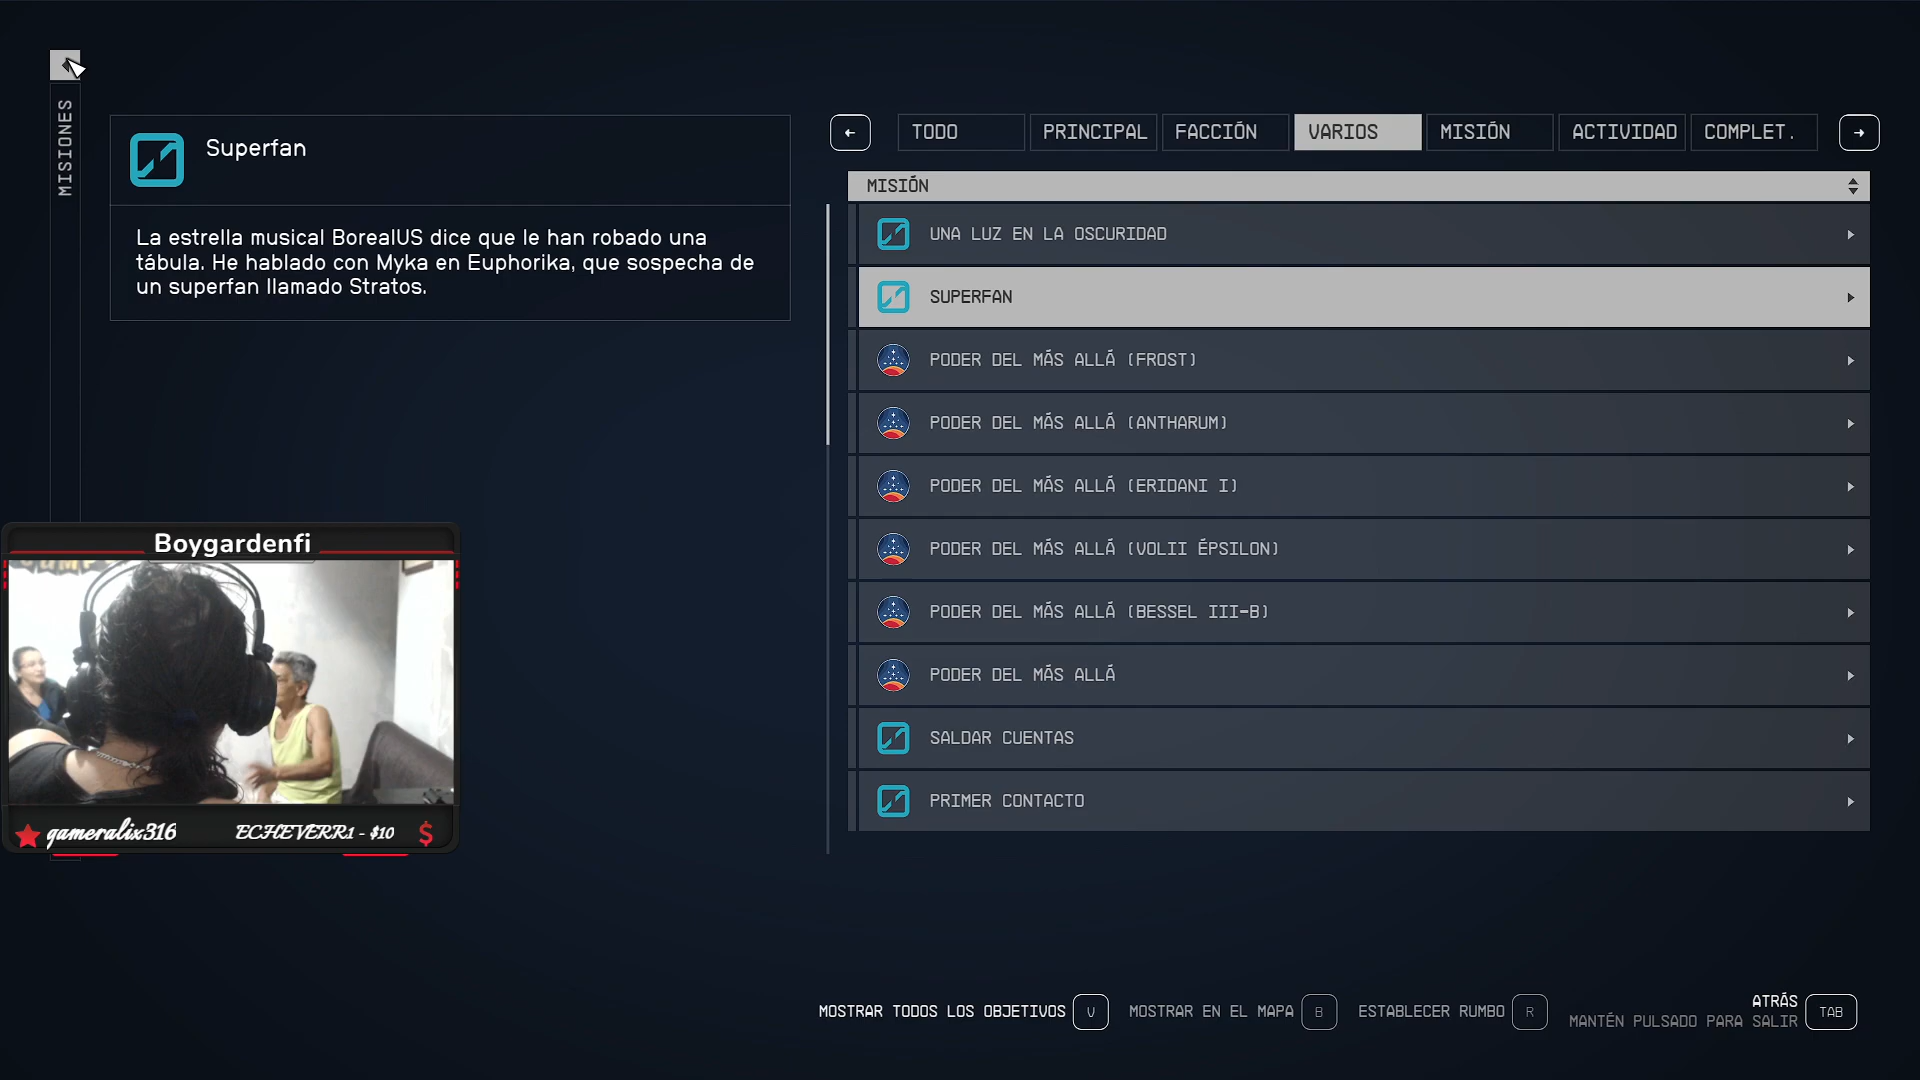 MISIONES
Superfan
La estrella musical BorealUS dice que le han robado una
tábula. He hablado con Myka en Euphorika, que sospecha de
un superfan llamado Stratos.
TODO
PRINCIPAL
FACCIÓN
VARIOS
MISIÓN
ACTIVIDAD
COMPLET.
MISIÓN
UNA LUZ EN LA OSCURIDAD
SUPERFAN
PODER DEL MÁS ALLÁ (FROST)
PODER DEL MÁS ALLÁ (ANTHARUM)
PODER DEL MÁS ALLÁ (ERIDANI I)
PODER DEL MÁS ALLÁ (VOLII ÉPSILON)
PODER DEL MÁS ALLÁ (BESSEL III-B)
PODER DEL MÁS ALLÁ
SALDAR CUENTAS
PRIMER CONTACTO
Boygardenfi
gameralix316
ECHEVERR1 - $10
$
MOSTRAR TODOS LOS OBJETIVOS V
MOSTRAR EN EL MAPA B
ESTABLECER RUMBO R
ATRÁS
MANTÉN PULSADO PARA SALIR
TAB